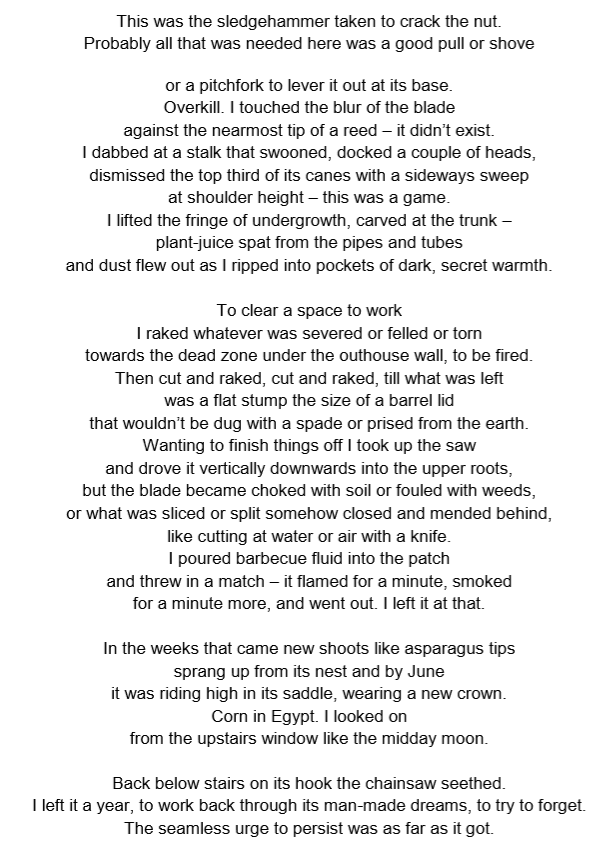 This was the sledgehammer taken to crack the nut.
Probably all that was needed here was a good pull or shove
or a pitchfork to lever it out at its base.
Overkill. I touched the blur of the blade
against the nearmost tip of a reed – it didn’t exist.
I dabbed at a stalk that swooned, docked a couple of heads,
dismissed the top third of its canes with a sideways sweep
at shoulder height – this was a game.
I lifted the fringe of undergrowth, carved at the trunk –
plant-juice spat from the pipes and tubes
and dust flew out as I ripped into pockets of dark, secret warmth.
To clear a space to work
I raked whatever was severed or felled or torn
towards the dead zone under the outhouse wall, to be fired.
Then cut and raked, cut and raked, till what was left
was a flat stump the size of a barrel lid
that wouldn’t be dug with a spade or prised from the earth.
Wanting to finish things off I took up the saw
and drove it vertically downwards into the upper roots,
but the blade became choked with soil or fouled with weeds,
or what was sliced or split somehow closed and mended behind,
like cutting at water or air with a knife.
I poured barbecue fluid into the patch
and threw in a match – it flamed for a minute, smoked
for a minute more, and went out. I left it at that.
In the weeks that came new shoots like asparagus tips
sprang up from its nest and by June
it was riding high in its saddle, wearing a new crown.
Corn in Egypt. I looked on
from the upstairs window like the midday moon.
Back below stairs on its hook the chainsaw seethed.
I left it a year, to work back through its man-made dreams, to try to forget.
The seamless urge to persist was as far as it got.